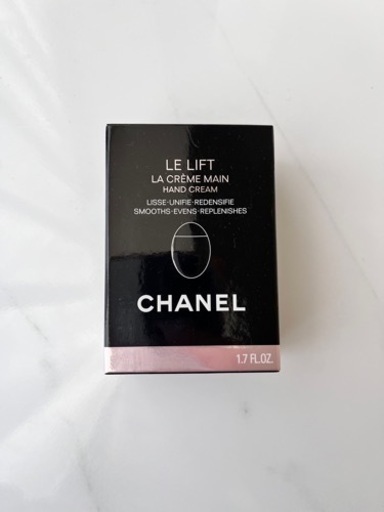 LE LIFT
LA CRÈME MAIN
HAND CREAM
LISSE-UNIFIE-REDENSIFIE
SMOOTHS-EVENS-REPLENISHES
CHANEL
1.7 FL.OZ.